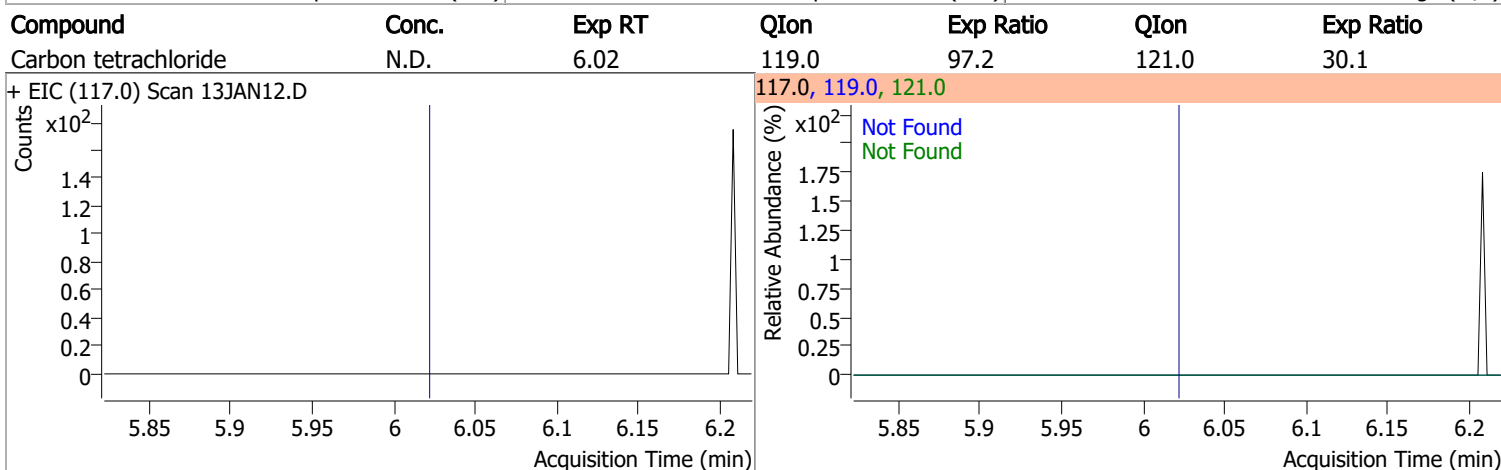 Compound Conc. Exp RT QIon Exp Ratio QIon Exp Ratio
Carbon tetrachloride N.D. 6.02 119.0 97.2 121.0 30.1
+ EIC (117.0) Scan 13JAN12.D
Counts
x10²
1.4
1.2
1
0.8
0.6
0.4
0.2
0
5.85 5.9 5.95 6 6.05 6.1 6.15 6.2
Acquisition Time (min)
117.0, 119.0, 121.0
Relative Abundance (%)
x10²
Not Found
Not Found
1.75
1.5
1.25
1
0.75
0.5
0.25
0
5.85 5.9 5.95 6 6.05 6.1 6.15 6.2
Acquisition Time (min)